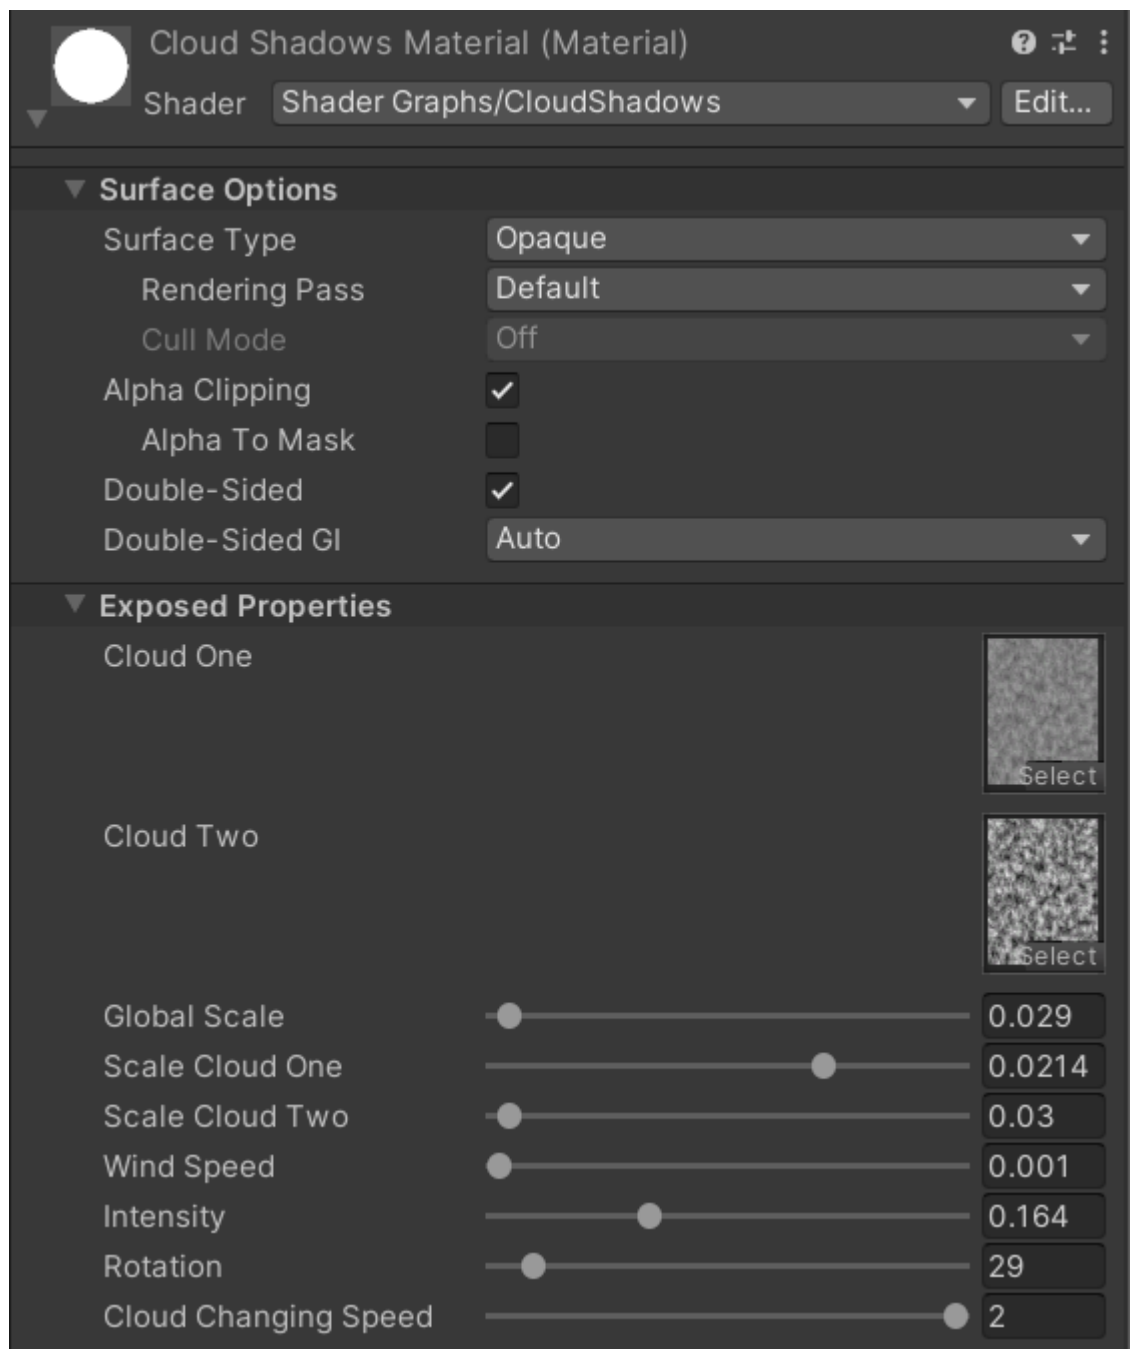 Cloud Shadows Material (Material)
Shader Shader Graphs/CloudShadows Edit...
Surface Options
Surface Type Opaque
Rendering Pass Default
Cull Mode Off
Alpha Clipping
Alpha To Mask
Double-Sided
Double-Sided GI Auto
Exposed Properties
Cloud One
Select
Cloud Two
Select
Global Scale 0.029
Scale Cloud One 0.0214
Scale Cloud Two 0.03
Wind Speed 0.001
Intensity 0.164
Rotation 29
Cloud Changing Speed 2